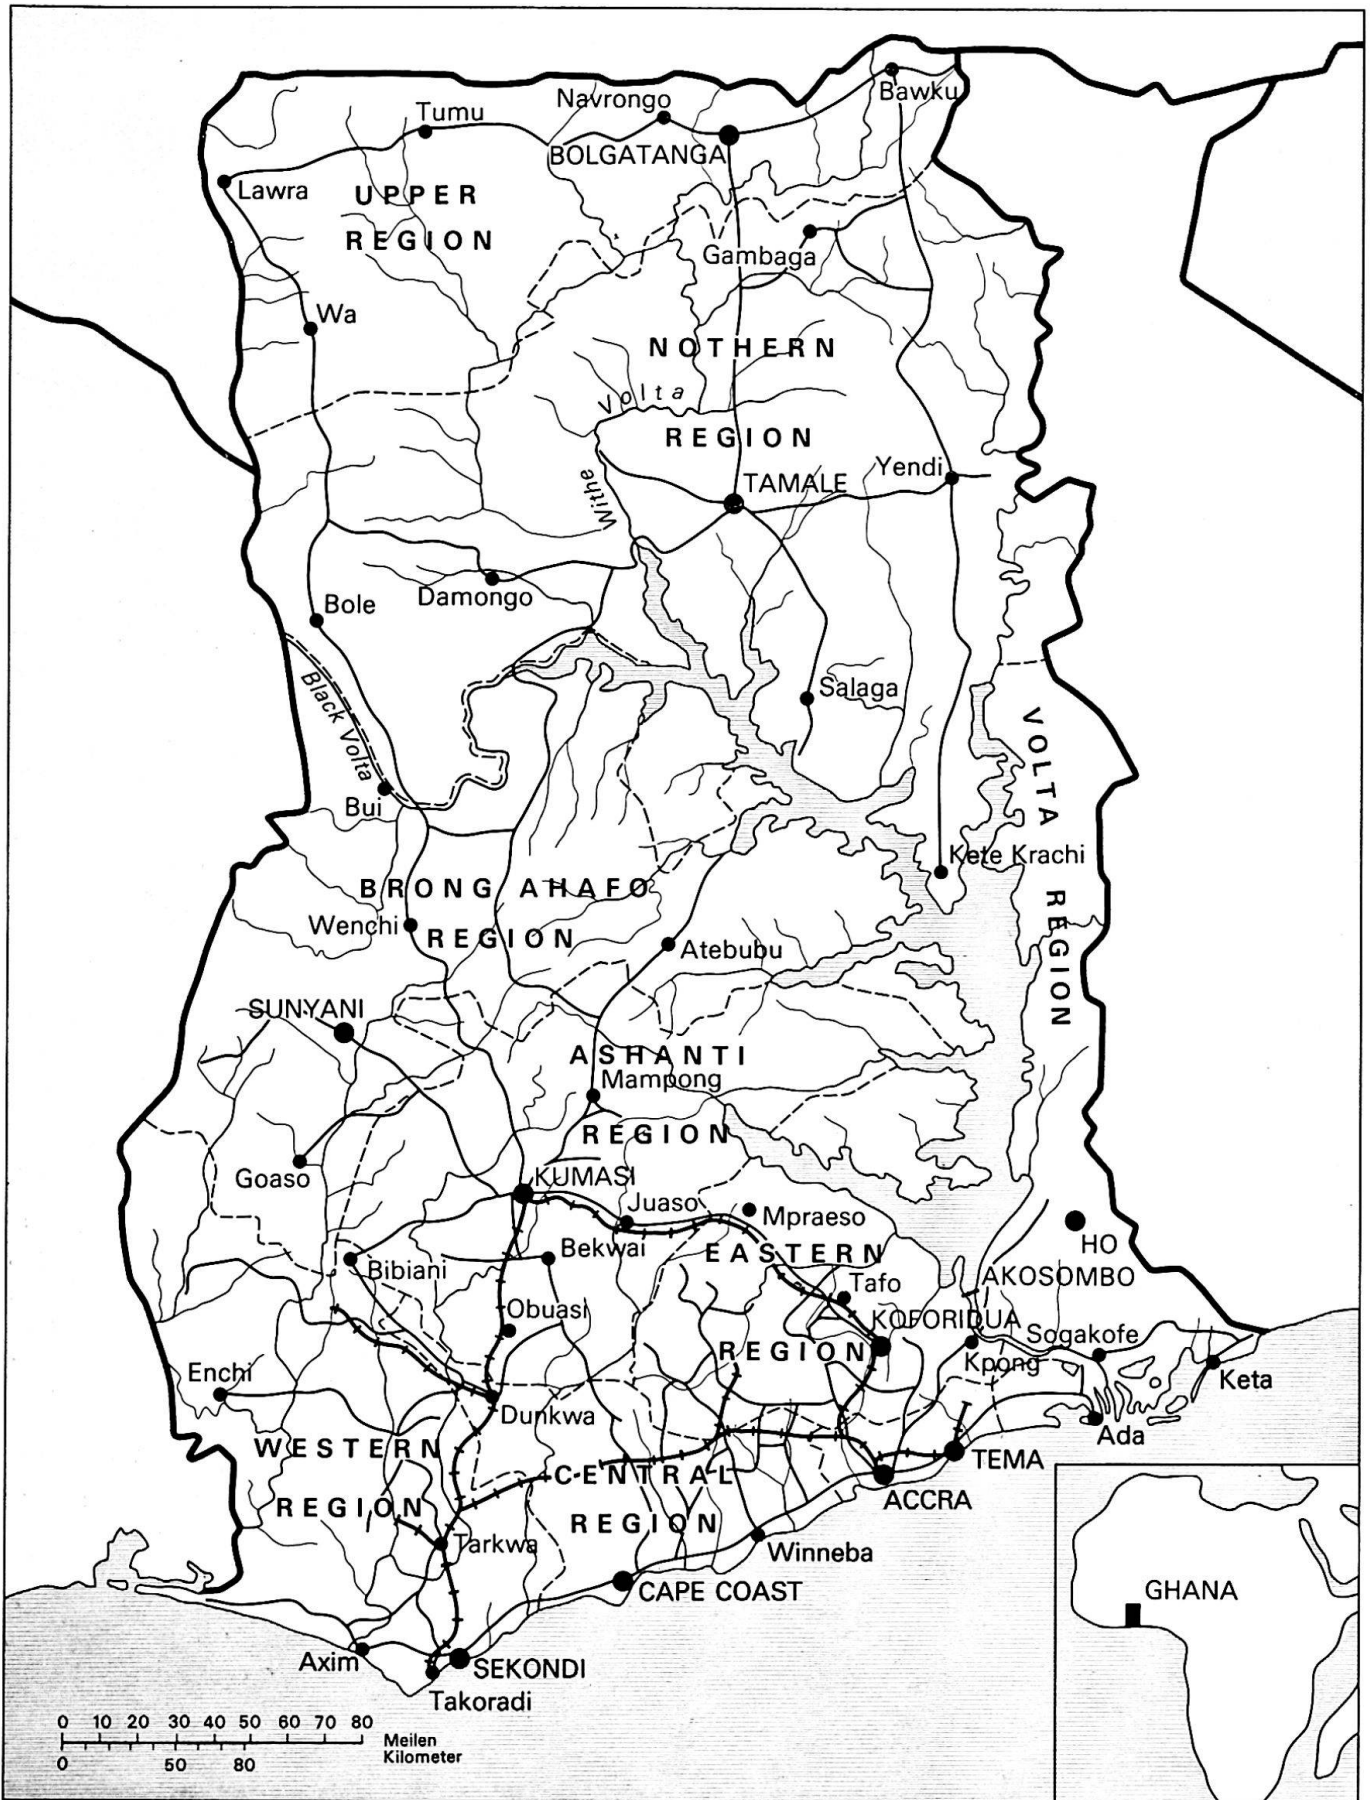 Bawku
Navrongo
Tumu
BOLGATANGA
Lawra
UPPER
REGION
Gambaga
Wa
NOTHERN
Volta
REGION
Yendi
TAMALE
Withe
Damongo
Bole
Black Volta
Salaga
Bui
VOLTA REGION
Kete Krachi
BRONG AHAFO
Wenchi
REGION
Atebubu
SUNYANI
ASHANTI
Mampong
REGION
Goaso
KUMASI
Juaso
Mpraeso
HO
Bekwai
EASTERN
Bibiani
Tafo
AKOSOMBO
Obuasi
KOFORIDUA
Sogakofe
REGION
Kpong
Enchi
Keta
Dunkwa
Ada
WESTERN
TEMA
CENTRAL
ACCRA
REGION
REGION
Tarkwa
Winneba
CAPE COAST
GHANA
Axim
SEKONDI
Takoradi
0 10 20 30 40 50 60 70 80
Meilen
Kilometer
0 50 80